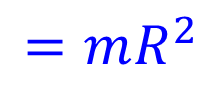 = mR²